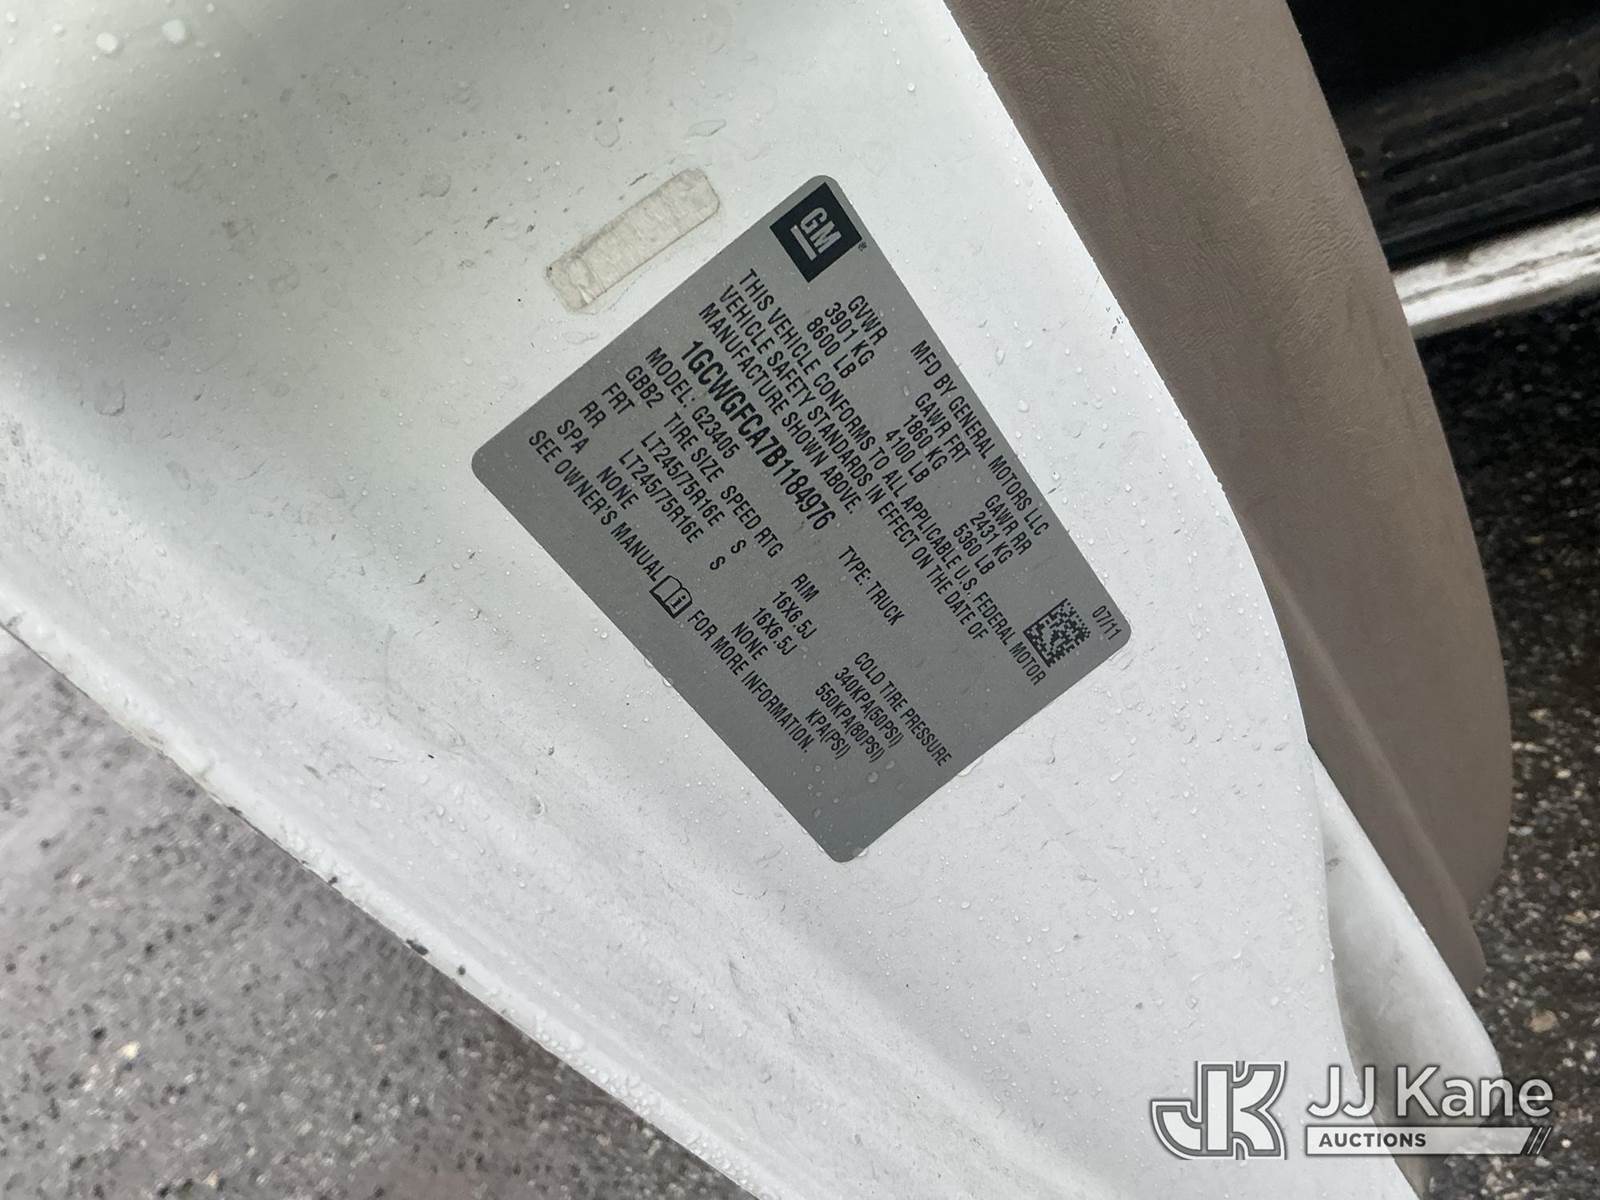 GM
MFD BY GENERAL MOTORS LLC
07/11
GVWR GAWR FRT GAWR RR
3901 KG 1860 KG 2431 KG
8600 LB 4100 LB 5360 LB
THIS VEHICLE CONFORMS TO ALL APPLICABLE U.S. FEDERAL MOTOR
VEHICLE SAFETY STANDARDS IN EFFECT ON THE DATE OF
MANUFACTURE SHOWN ABOVE.
1GCWGFCA7B1184976 TYPE: TRUCK
MODEL: G23405
GBB2 TIRE SIZE SPEED RTG RIM COLD TIRE PRESSURE
FRT LT245/75R16E S 16X6.5J 340KPA(50PSI)
RR LT245/75R16E S 16X6.5J 550KPA(80PSI)
SPA NONE NONE KPA(PSI)
SEE OWNER'S MANUAL FOR MORE INFORMATION.
JK JJ Kane
AUCTIONS